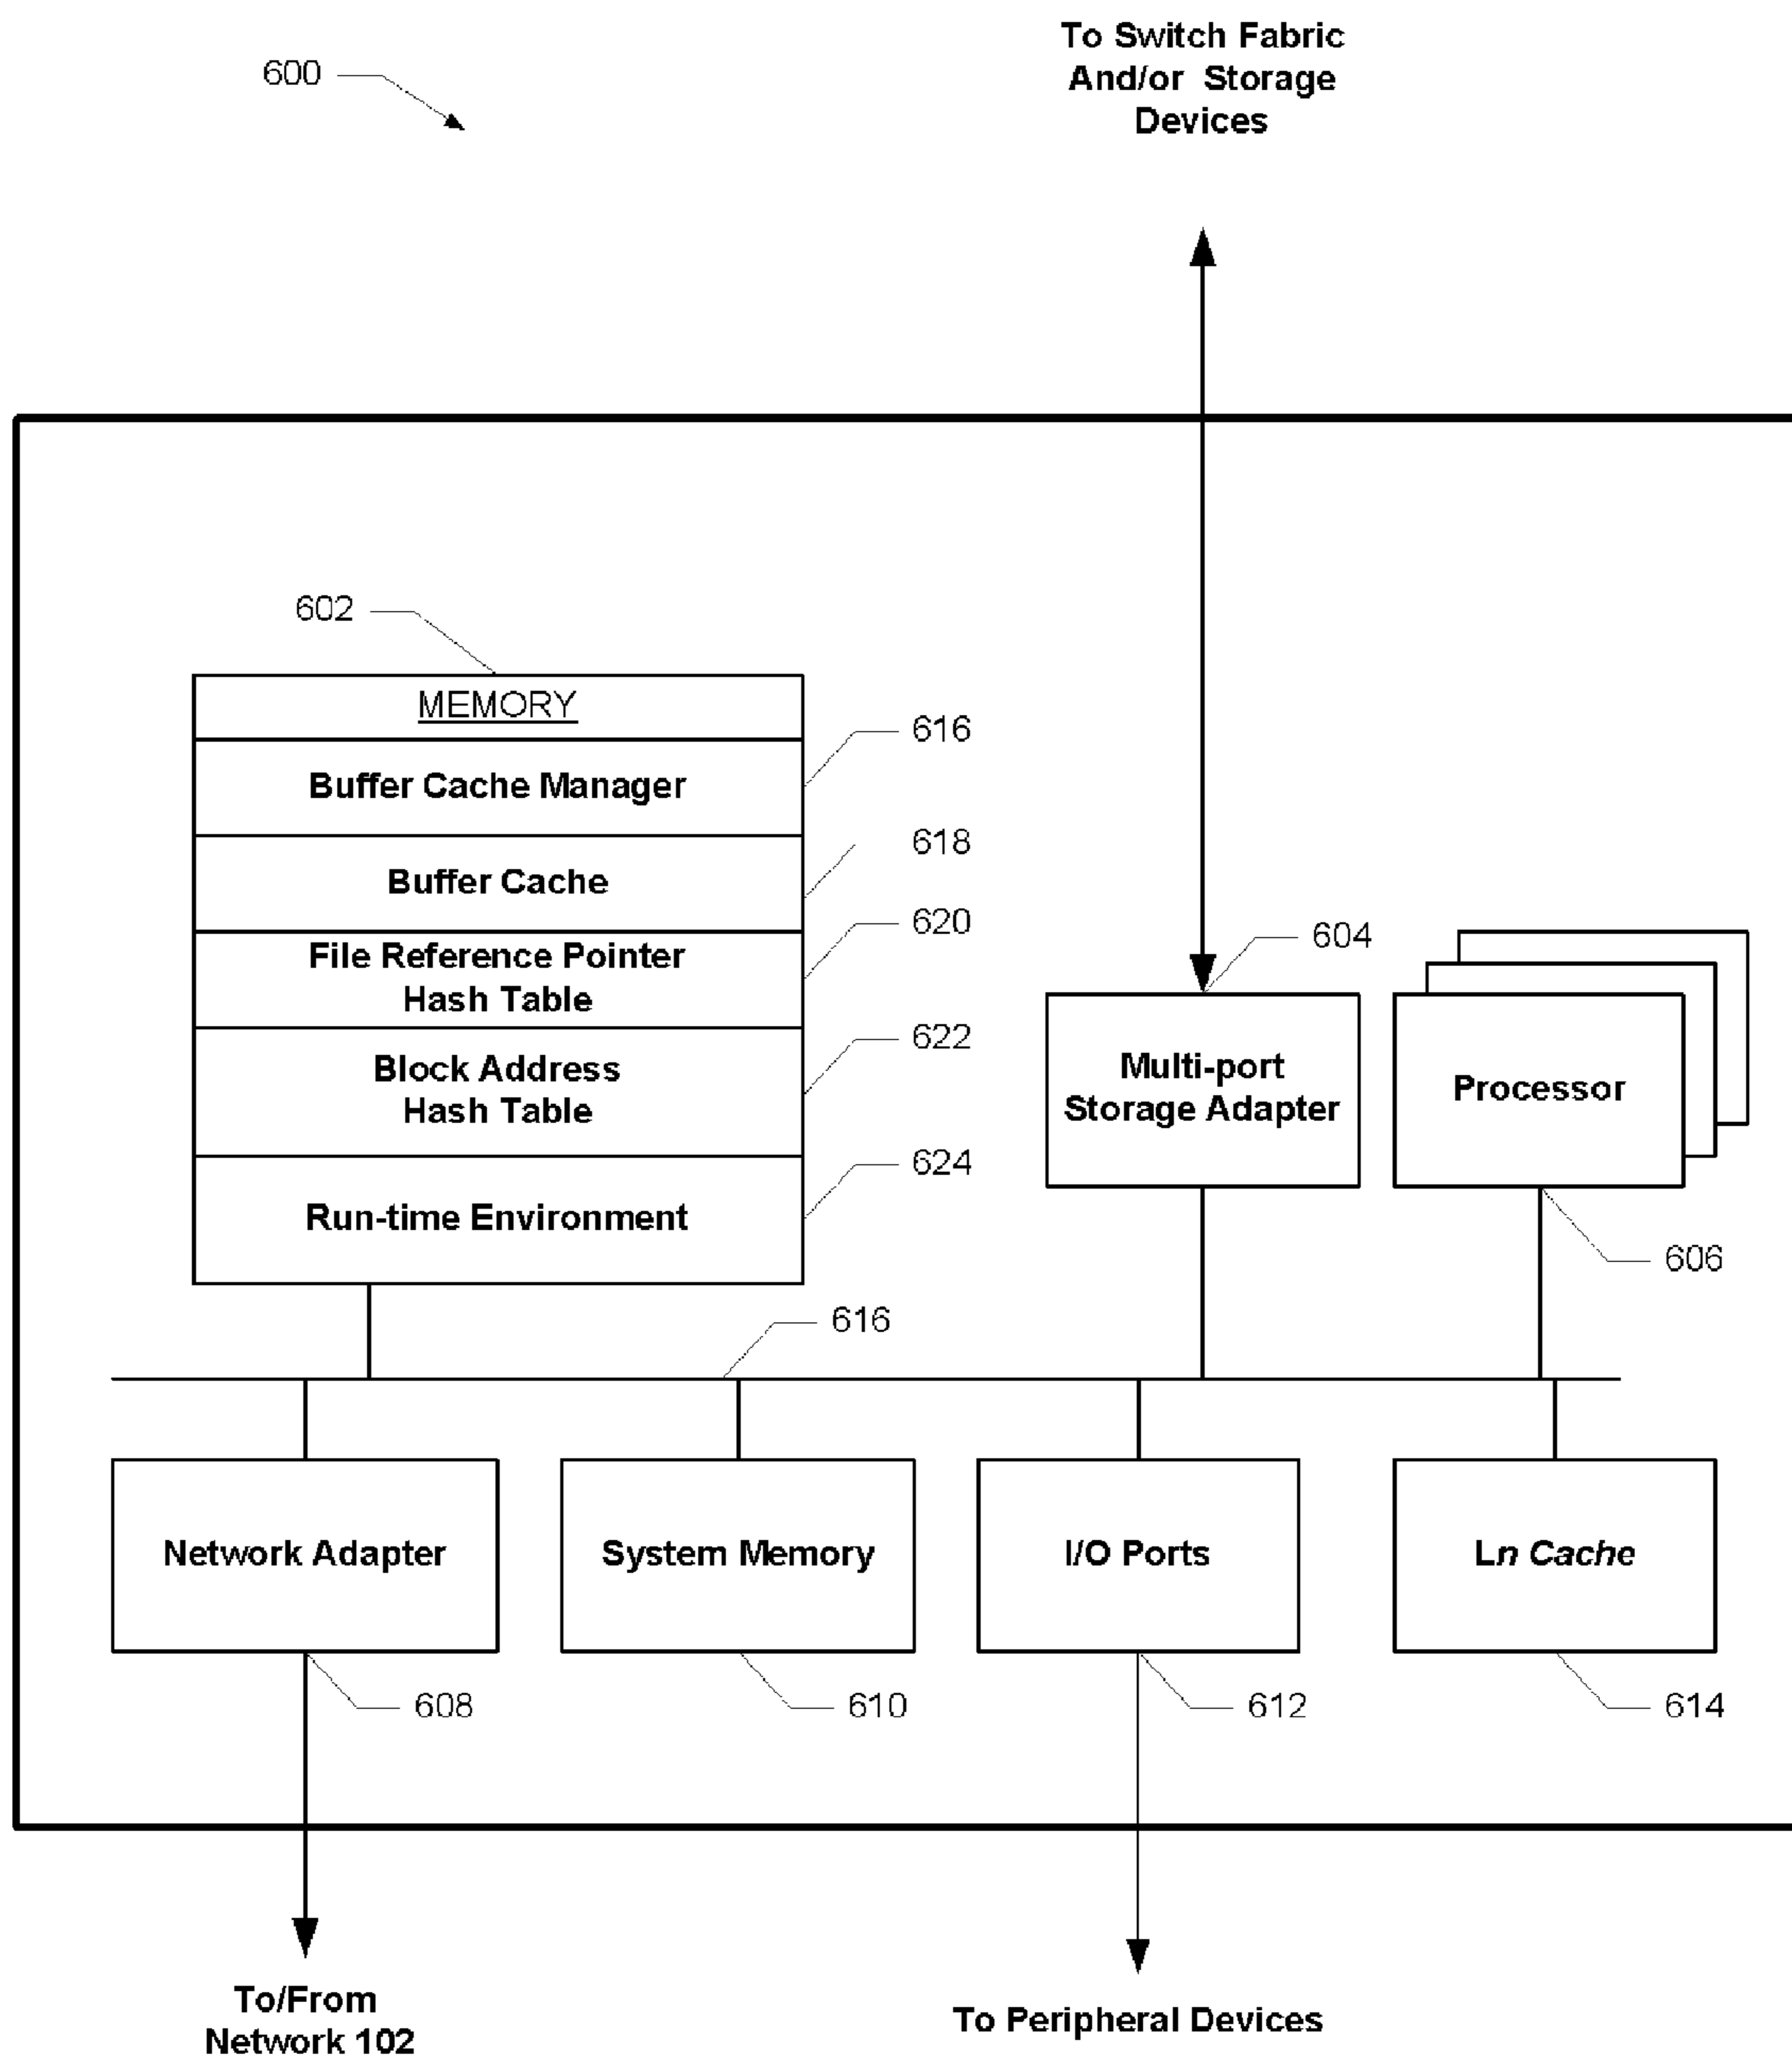 To Switch Fabric
And/or Storage
Devices
600
602
MEMORY
616
Buffer Cache Manager
618
Buffer Cache
620
File Reference Pointer
Hash Table
604
622
Block Address
Hash Table
Multi-port
Storage Adapter
Processor
624
Run-time Environment
606
616
Network Adapter
System Memory
I/O Ports
Ln Cache
608
610
612
614
To/From
Network 102
To Peripheral Devices